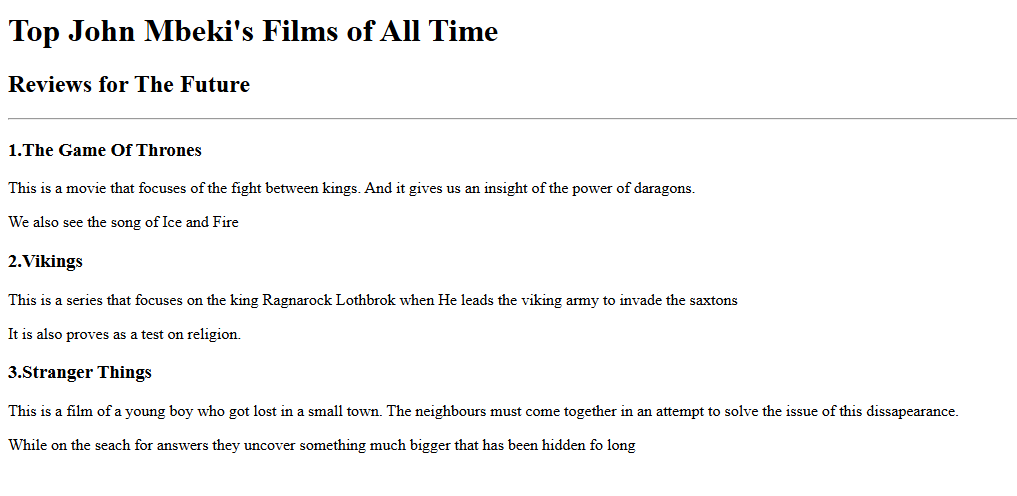 Top John Mbeki's Films of All Time
Reviews for The Future
1.The Game Of Thrones
This is a movie that focuses of the fight between kings. And it gives us an insight of the power of daragons.
We also see the song of Ice and Fire
2.Vikings
This is a series that focuses on the king Ragnarock Lothbrok when He leads the viking army to invade the saxtons
It is also proves as a test on religion.
3.Stranger Things
This is a film of a young boy who got lost in a small town. The neighbours must come together in an attempt to solve the issue of this dissapearance.
While on the seach for answers they uncover something much bigger that has been hidden fo long